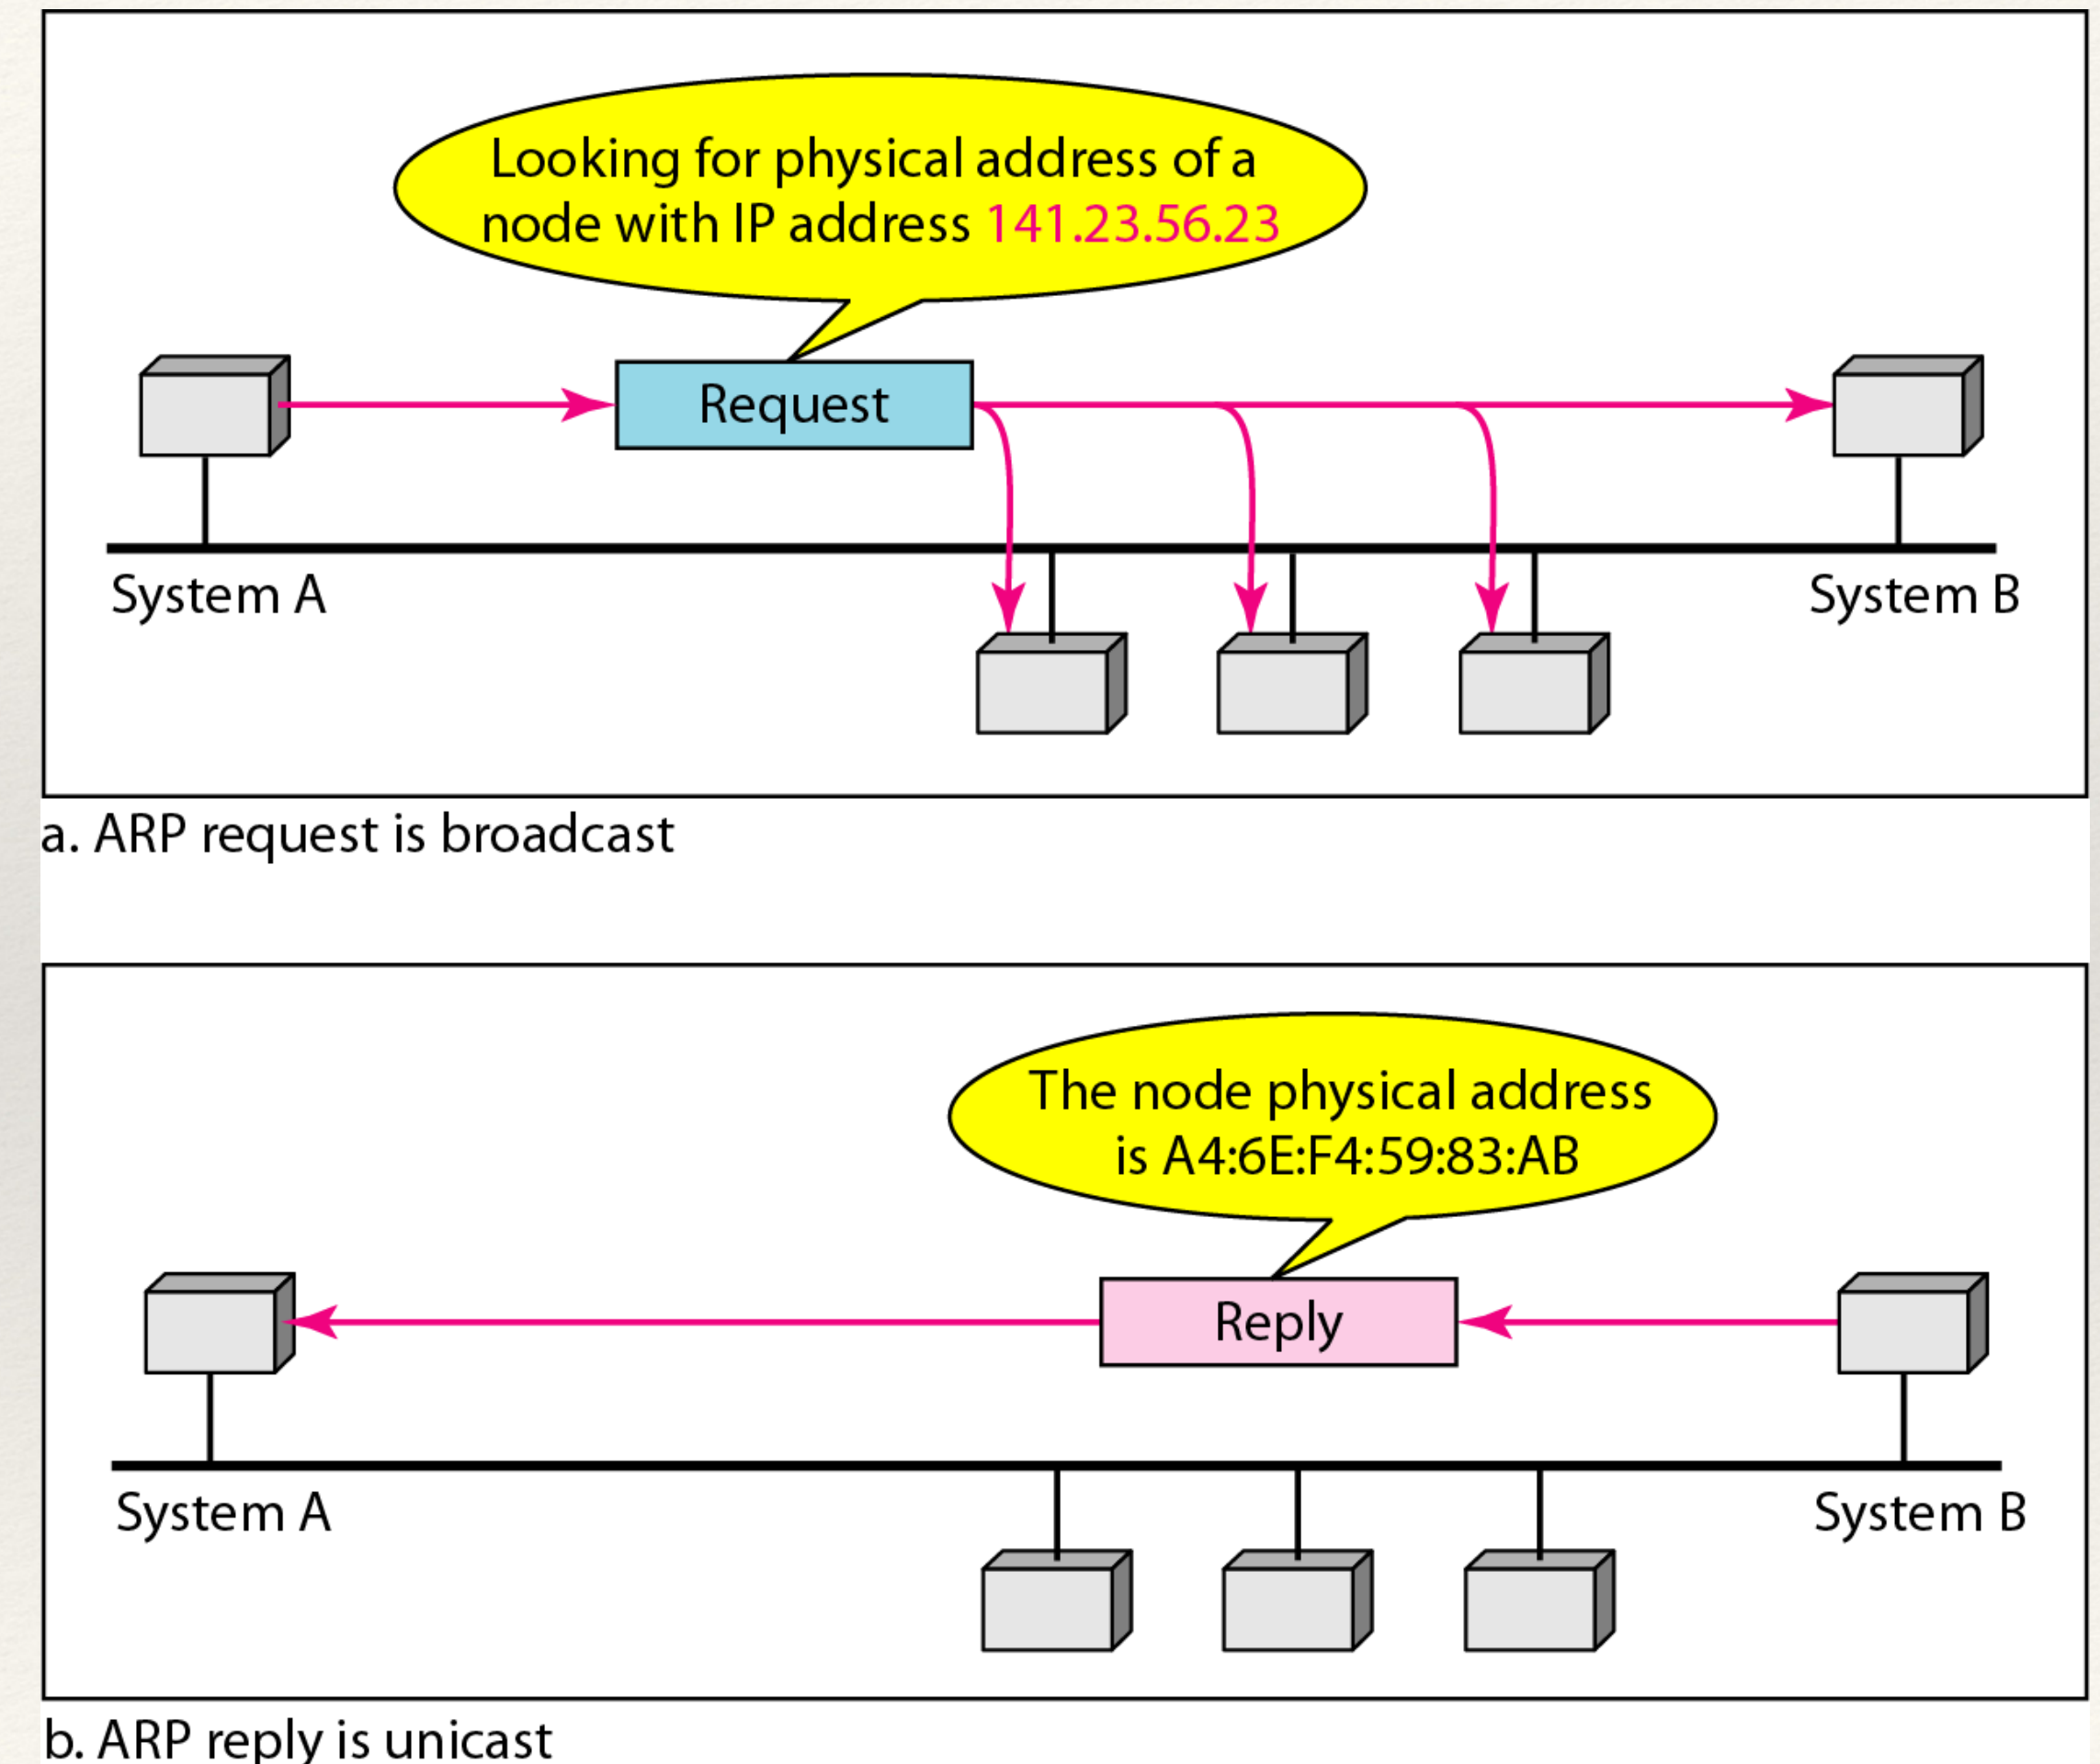 Looking for physical address of a
node with IP address 141.23.56.23
Request
System A
System B
a. ARP request is broadcast
The node physical address
is A4:6E:F4:59:83:AB
Reply
System A
System B
b. ARP reply is unicast